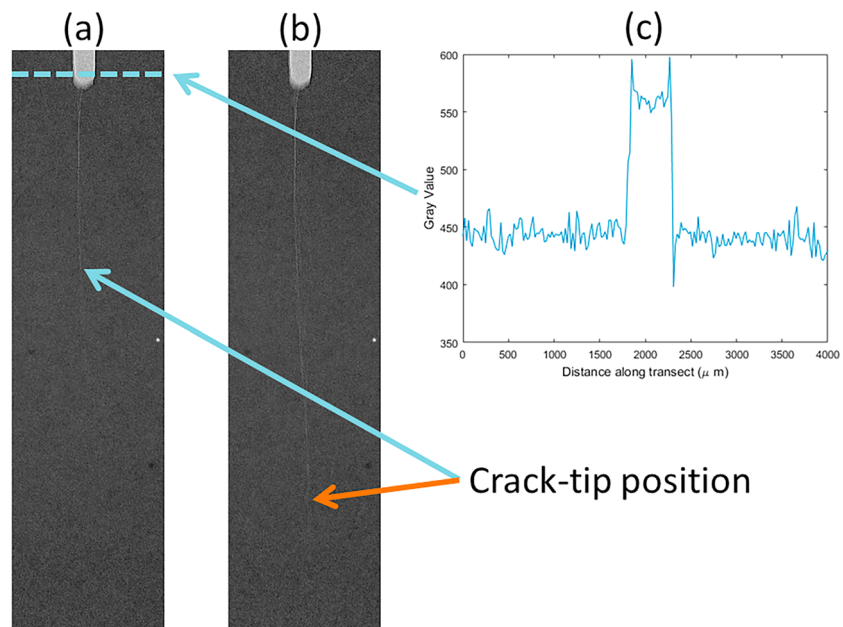 (a)
(b)
(c)
600
550
500
450
400
350
Gray Value
0
500
1000
1500
2000
2500
3000
3500
4000
Distance along transect (μ m)
Crack-tip position